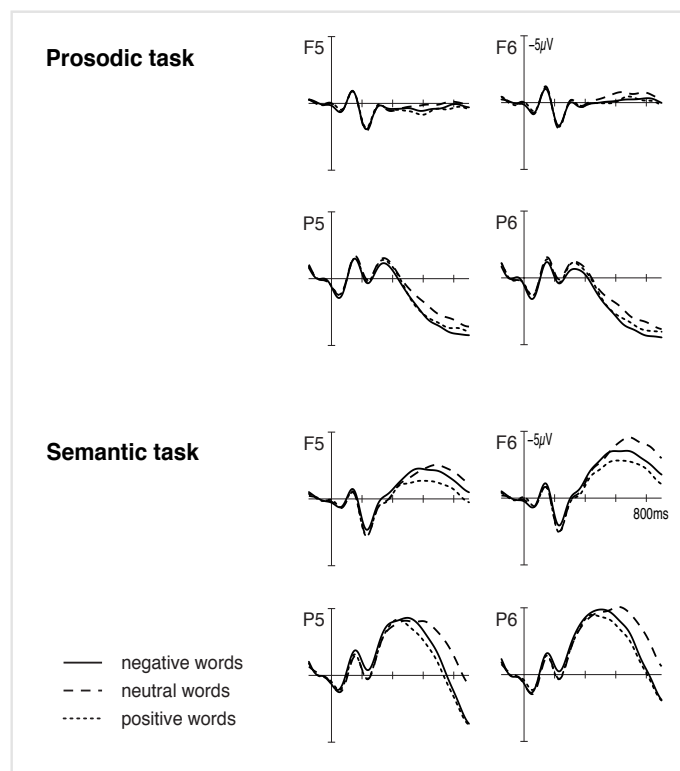 Prosodic task
F5
F6
–5µV
P5
P6
Semantic task
F5
F6
–5µV
800ms
P5
P6
negative words
neutral words
positive words